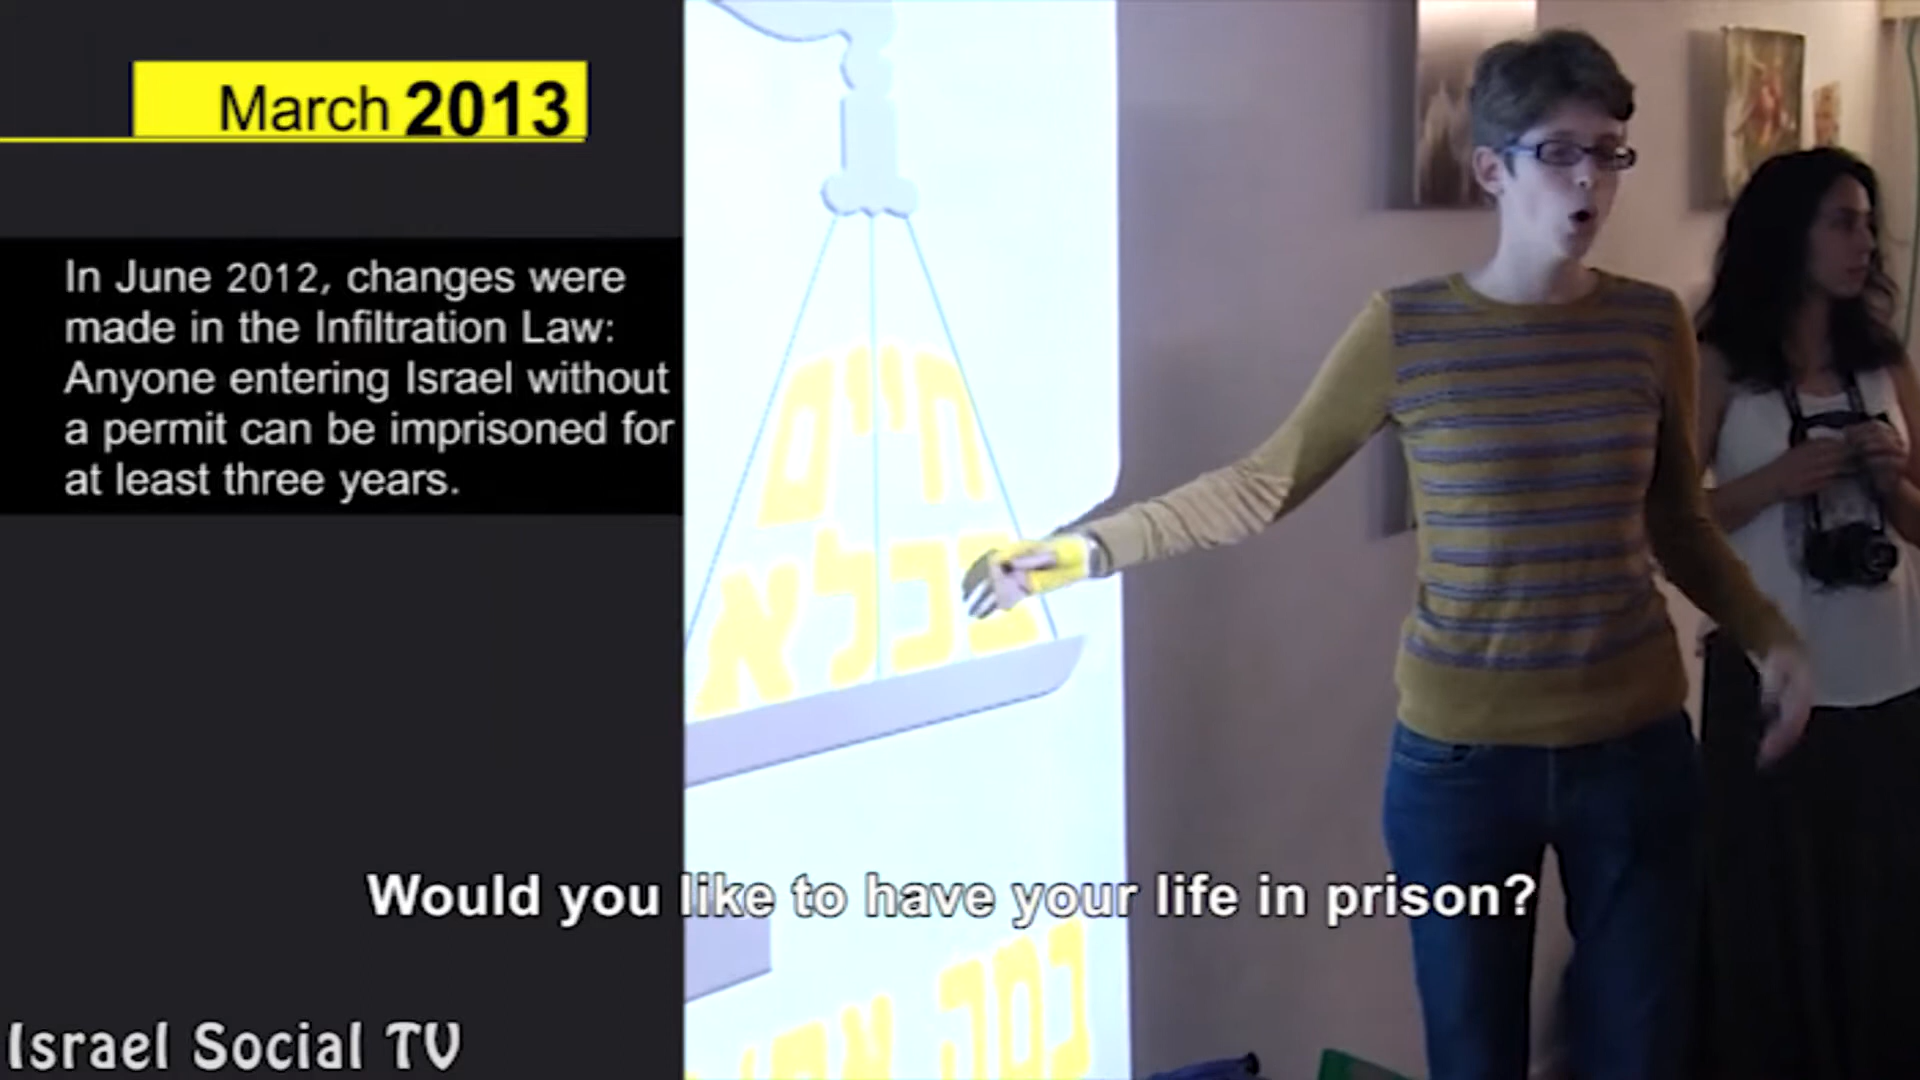 March 2013
In June 2012, changes were
made in the Infiltration Law:
Anyone entering Israel without
a permit can be imprisoned for
at least three years.
חיים
בכלא
Would you like to have your life in prison?
כמה
Israel Social TV